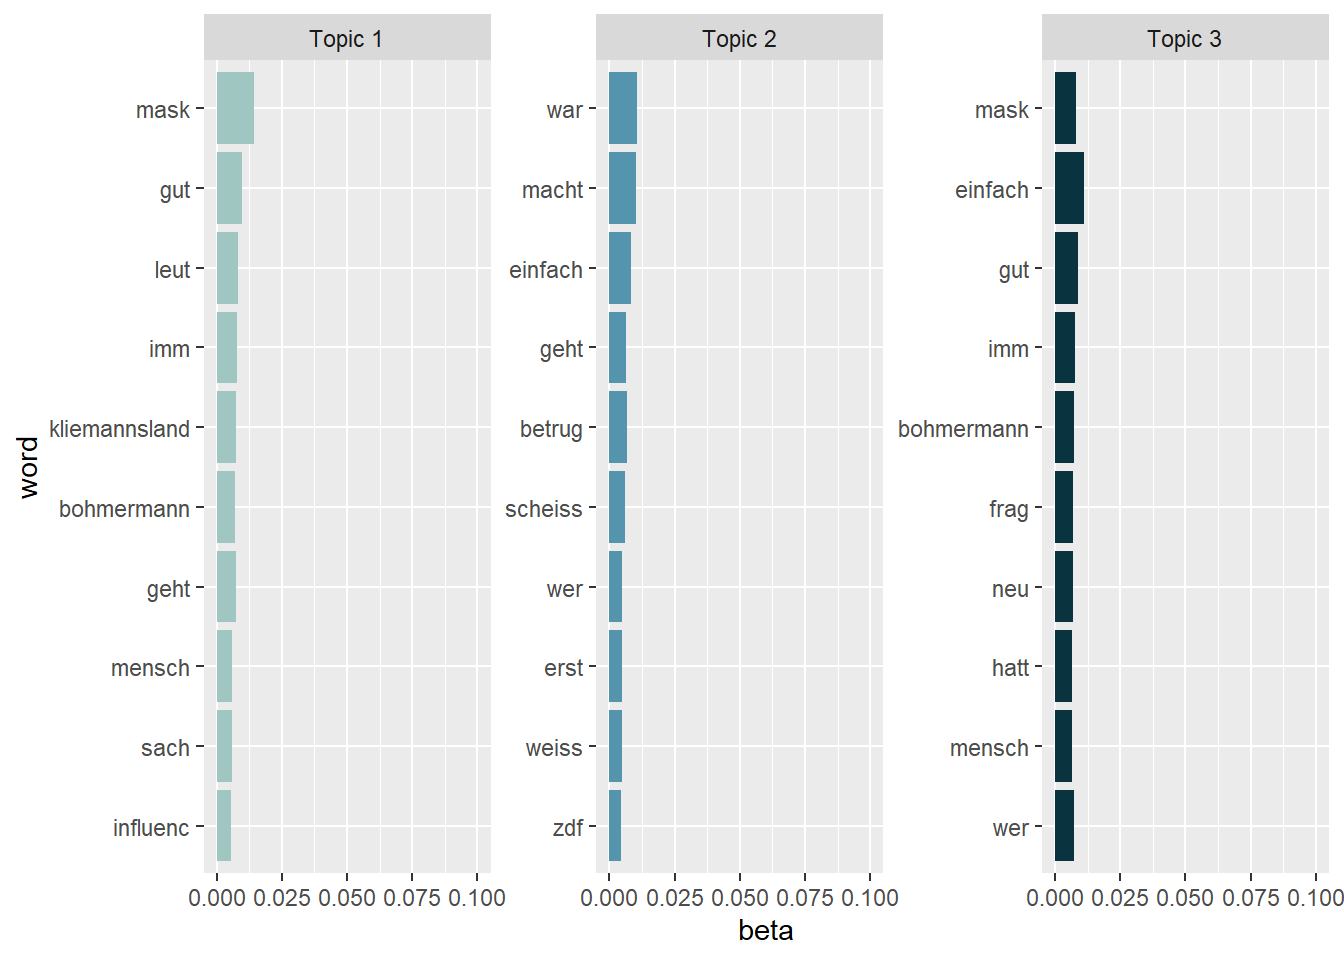 Topic 1
Topic 2
Topic 3
word
mask
gut
leut
imm
kliemannsland
bohmermann
geht
mensch
sach
influenc
war
macht
einfach
geht
betrug
scheiss
wer
erst
weiss
zdf
mask
einfach
gut
imm
bohmermann
frag
neu
hatt
mensch
wer
0.000 0.025 0.050 0.075 0.100
0.000 0.025 0.050 0.075 0.100
0.000 0.025 0.050 0.075 0.100
beta